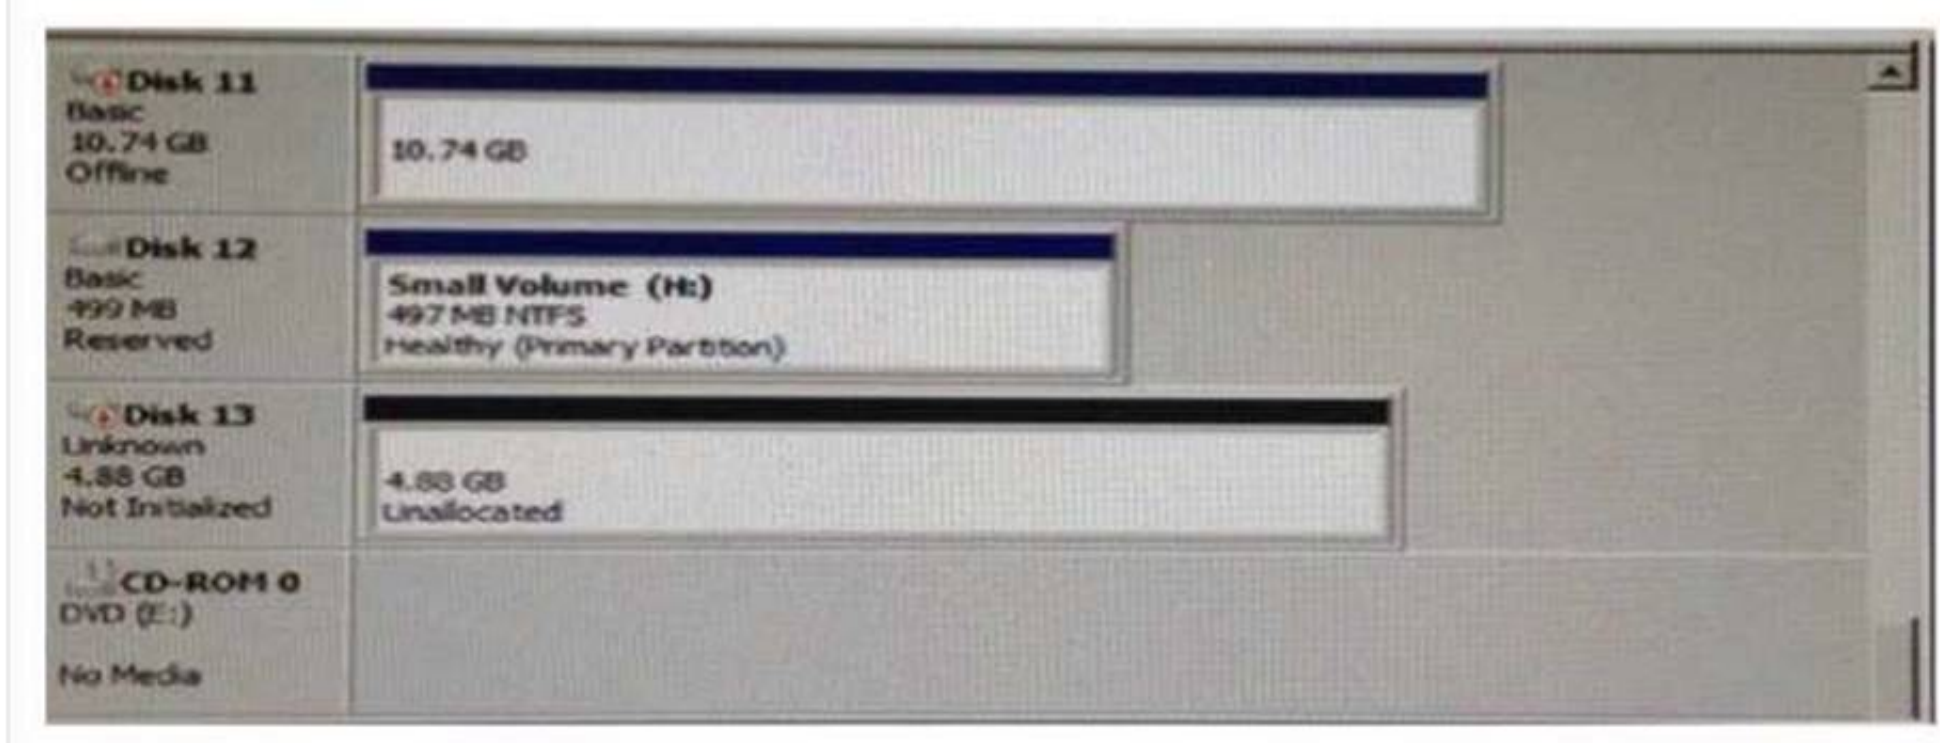 Disk 11
Basic
10.74 GB
Offline
10.74 GB
Disk 12
Basic
499 MB
Reserved
Small Volume (H:)
497 MB NTFS
Healthy (Primary Partition)
Disk 13
Unknown
4.88 GB
Not Initialized
4.88 GB
Unallocated
CD-ROM 0
DVD (E:)
No Media